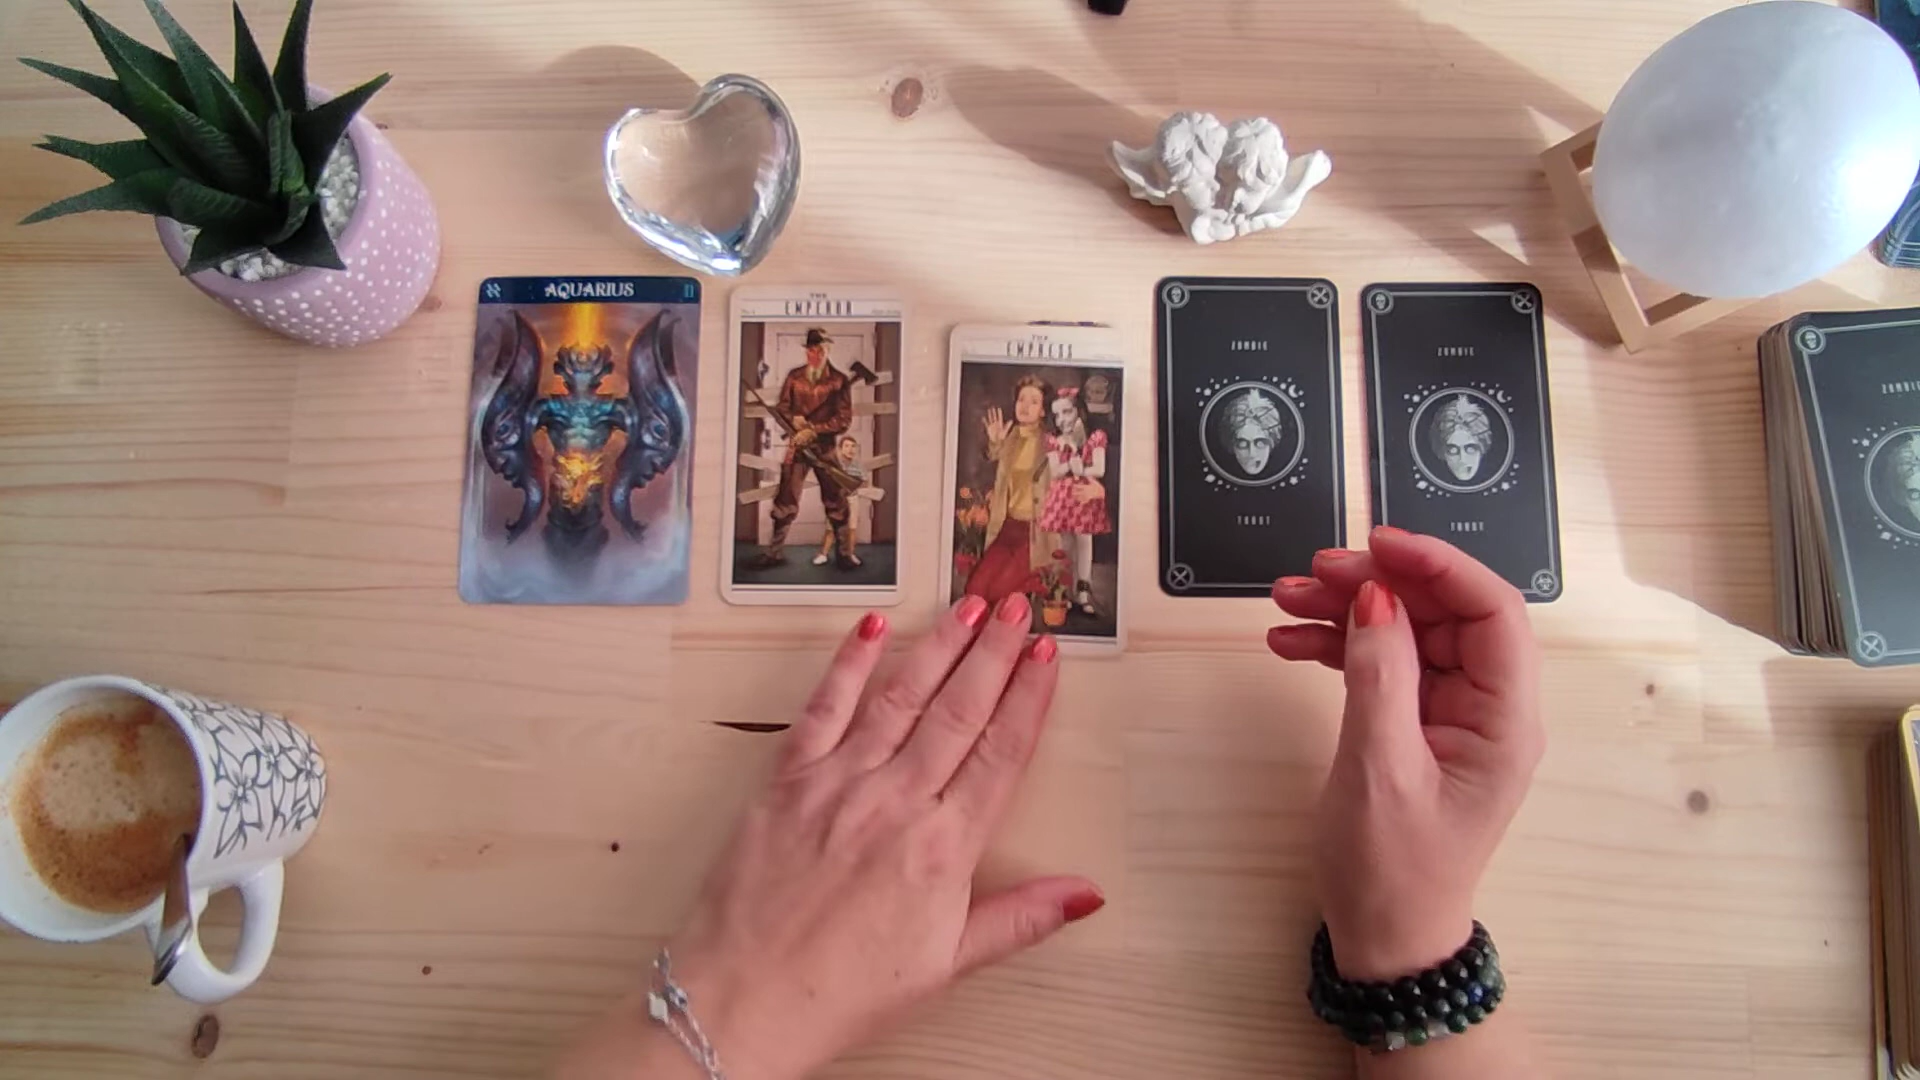 AQUARIUS
THE
EMPEROR
THE
EMPRESS
ZOMBIE
TAROT
ZOMBIE
TAROT
ZOMBIE